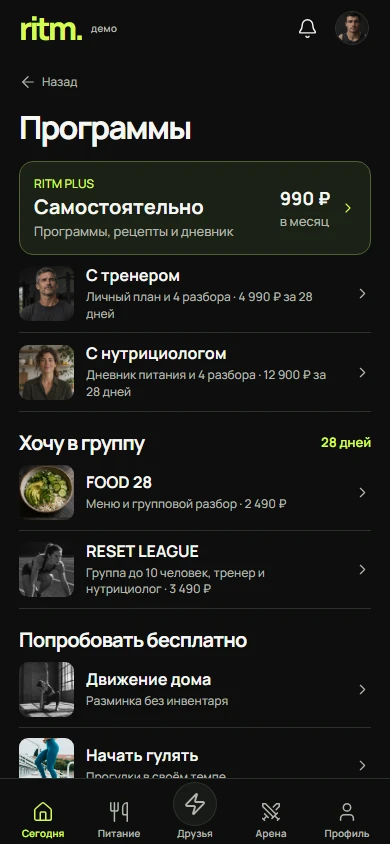 ritm. демо
Назад
Программы
RITM PLUS
Самостоятельно
Программы, рецепты и дневник
990 ₽
в месяц
С тренером
Личный план и 4 разбора · 4 990 ₽ за 28
дней
С нутрициологом
Дневник питания и 4 разбора · 12 900 ₽ за
28 дней
Хочу в группу
28 дней
FOOD 28
Меню и групповой разбор · 2 490 ₽
RESET LEAGUE
Группа до 10 человек, тренер и
нутрициолог · 3 490 ₽
Попробовать бесплатно
Движение дома
Разминка без инвентаря
Начать гулять
Прогулки в своём темпе
Сегодня
Питание
Друзья
Арена
Профиль